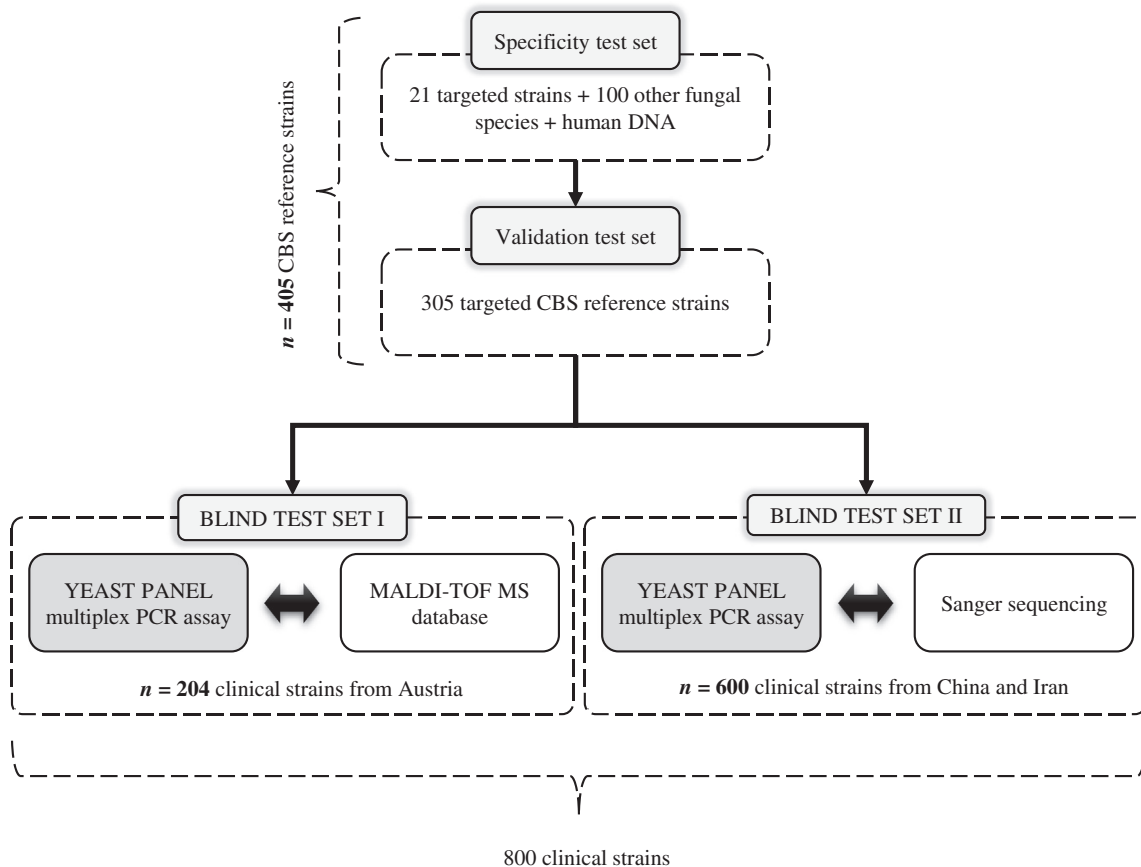 Specificity test set
21 targeted strains + 100 other fungal
species + human DNA
n = 405 CBS reference strains
Validation test set
305 targeted CBS reference strains
BLIND TEST SET I
YEAST PANEL
multiplex PCR assay
MALDI-TOF MS
database
n = 204 clinical strains from Austria
BLIND TEST SET II
YEAST PANEL
multiplex PCR assay
Sanger sequencing
n = 600 clinical strains from China and Iran
800 clinical strains